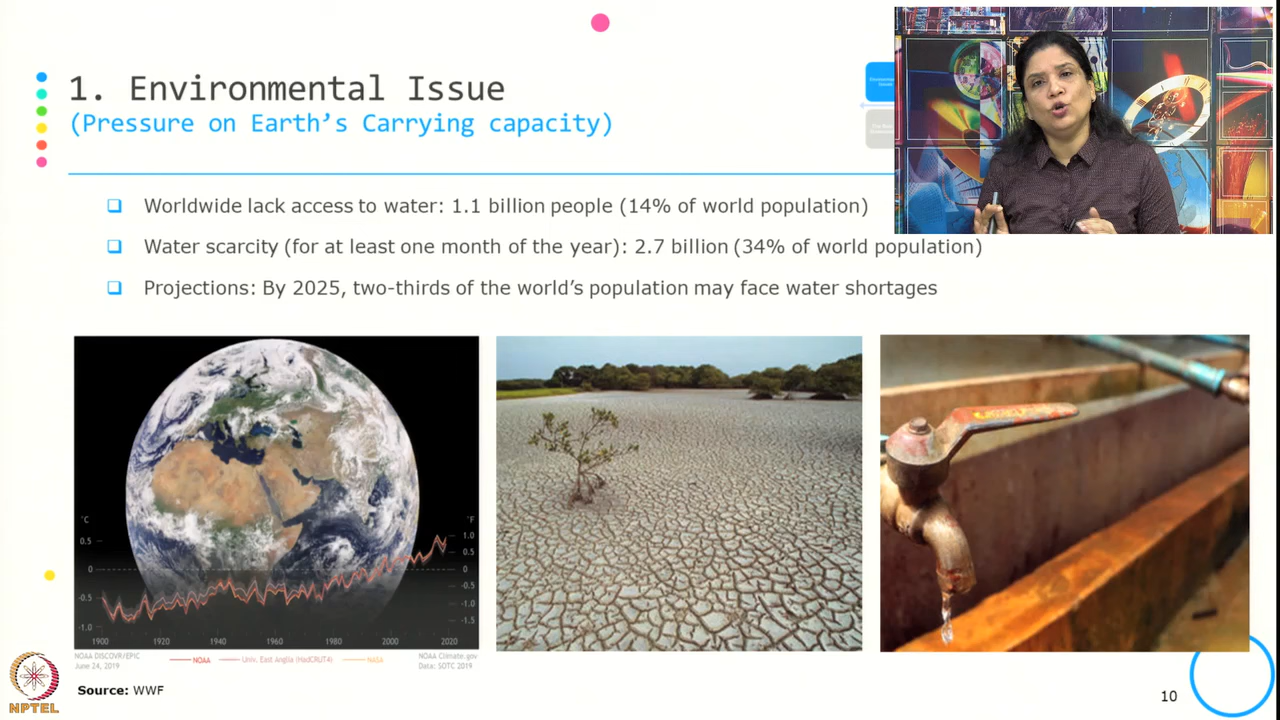 1. Environmental Issue
(Pressure on Earth’s Carrying capacity)
Worldwide lack access to water: 1.1 billion people (14% of world population)
Water scarcity (for at least one month of the year): 2.7 billion (34% of world population)
Projections: By 2025, two-thirds of the world’s population may face water shortages
°C
°F
0.5
0
-0.5
-1.0
1.0
0.5
0
-0.5
-1.0
-1.5
1900 1920 1940 1960 1980 2000 2020
NOAA DISCOVR/EPIC
June 24, 2019
NOAA
Univ. East Anglia (HadCRUT4)
NASA
NOAA Climate.gov
Data: SOTC 2019
Source: WWF
NPTEL
10